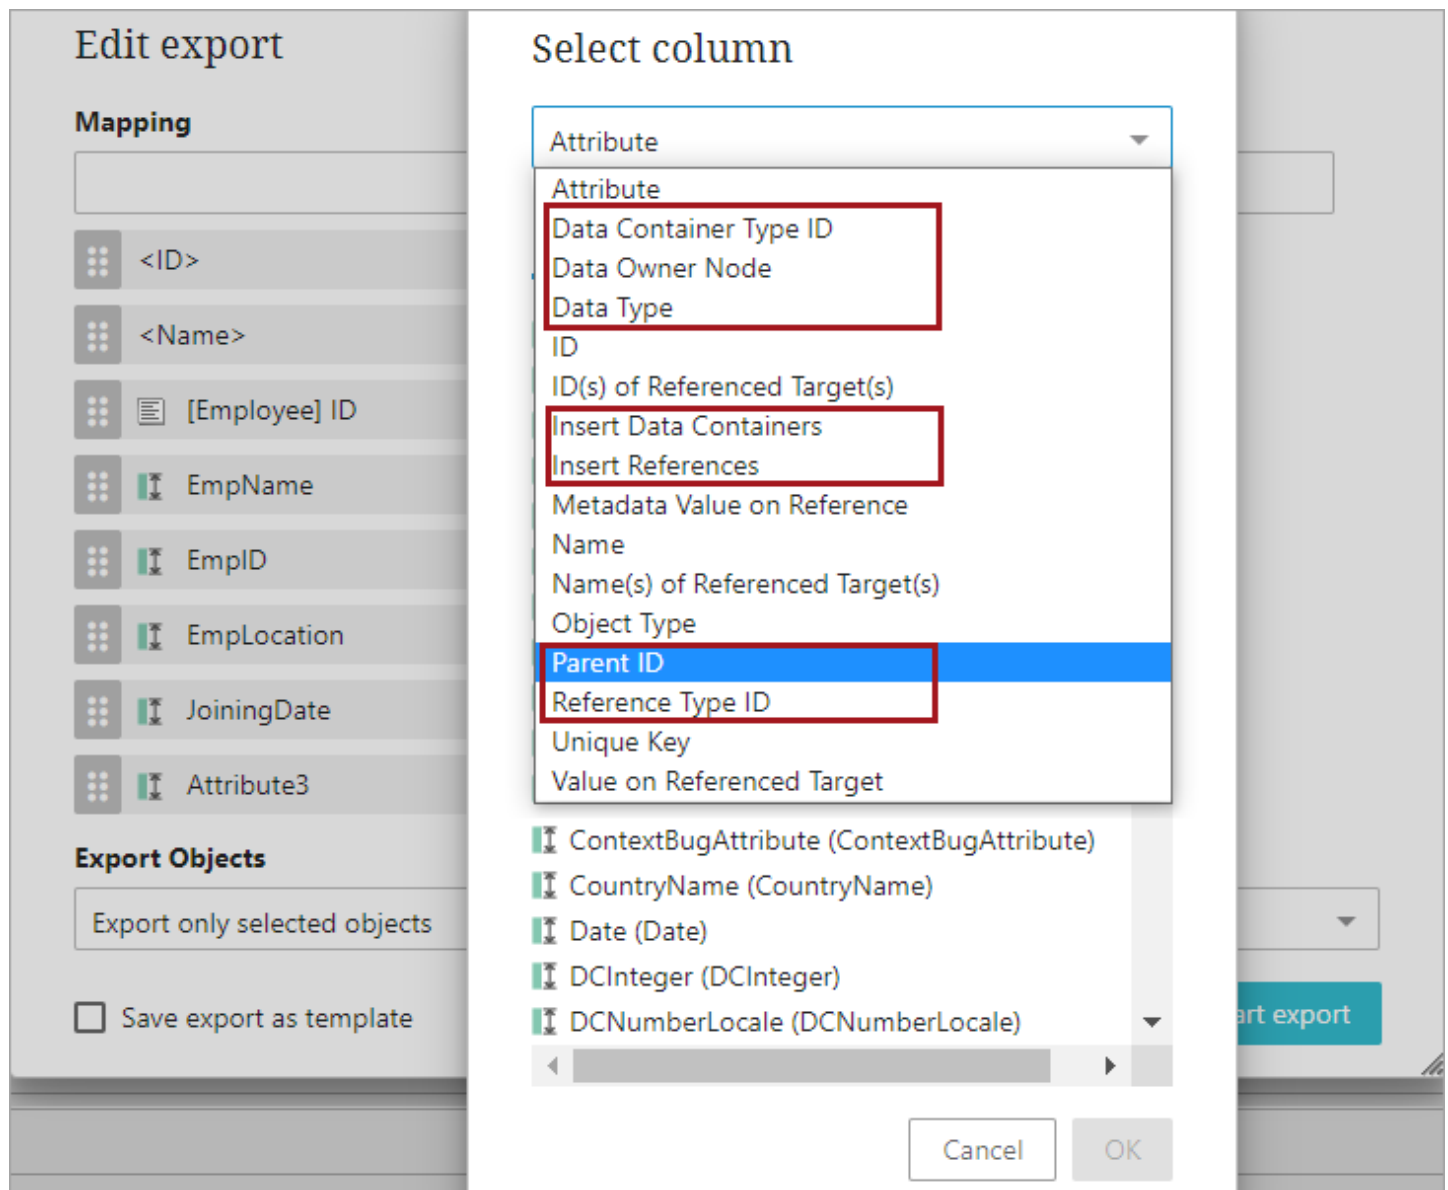 Edit export
Mapping
<ID>
<Name>
[Employee] ID
EmpName
EmpID
EmpLocation
JoiningDate
Attribute3
Export Objects
Export only selected objects
Save export as template
Select column
Attribute
Attribute
Data Container Type ID
Data Owner Node
Data Type
ID
ID(s) of Referenced Target(s)
Insert Data Containers
Insert References
Metadata Value on Reference
Name
Name(s) of Referenced Target(s)
Object Type
Parent ID
Reference Type ID
Unique Key
Value on Referenced Target
ContextBugAttribute (ContextBugAttribute)
CountryName (CountryName)
Date (Date)
DCInteger (DCInteger)
DCNumberLocale (DCNumberLocale)
Cancel
OK
art export